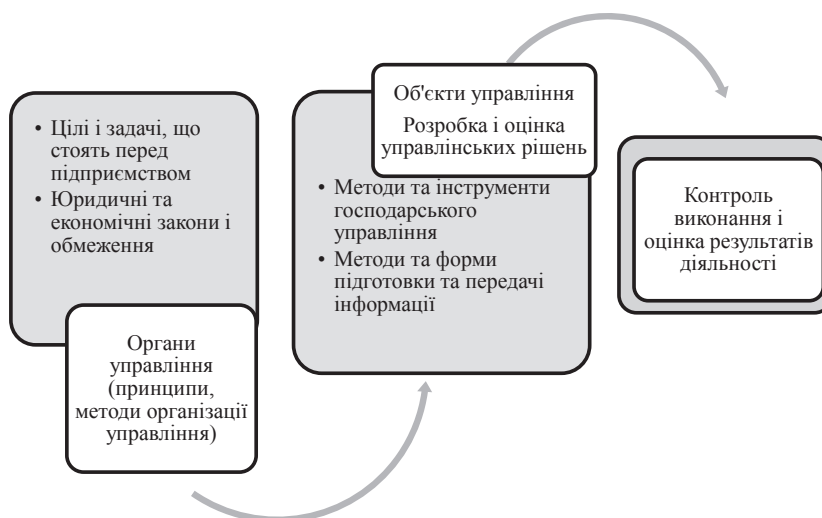 • Цілі і задачі, що
стоять перед
підприємством
• Юридичні та
економічні закони і
обмеження
Органи
управління
(принципи,
методи організації
управління)
Об'єкти управління
Розробка і оцінка
управлінських рішень
• Методи та інструменти
господарського
управління
• Методи та форми
підготовки та передачі
інформації
Контроль
виконання і
оцінка результатів
діяльності